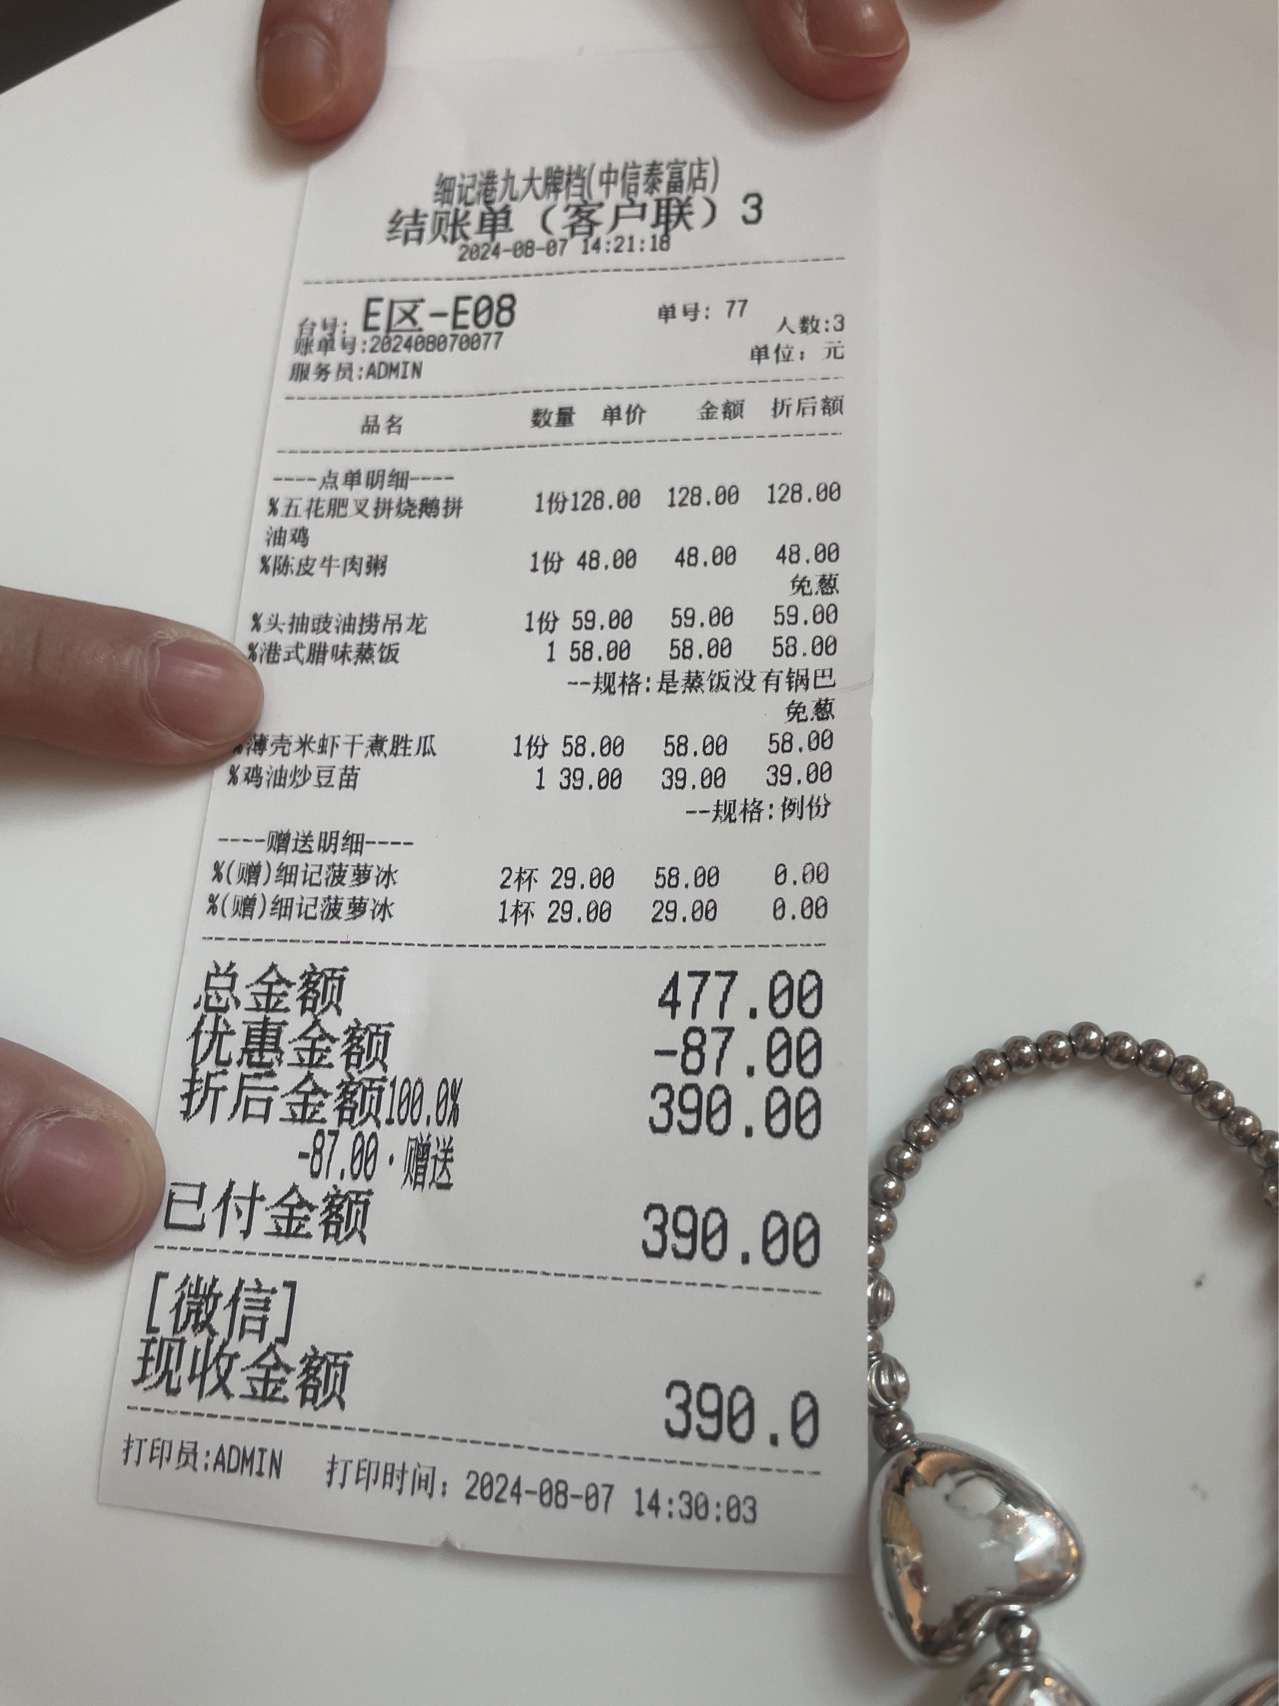 细记港九大牌档(中信泰富店)
结账单（客户联）3
2024-08-07 14:21:18
台号: E区-E08 单号: 77 人数:3
账单号:202408070077 单位: 元
服务员:ADMIN
品名 数量 单价 金额 折后额
----点单明细----
%五花肥叉拼烧鹅拼 1份128.00 128.00 128.00
油鸡
%陈皮牛肉粥 1份 48.00 48.00 48.00
免葱
%头抽豉油捞吊龙 1份 59.00 59.00 59.00
%港式腊味蒸饭 1 58.00 58.00 58.00
--规格:是蒸饭没有锅巴
免葱
%薄壳米虾干煮胜瓜 1份 58.00 58.00 58.00
%鸡油炒豆苗 1 39.00 39.00 39.00
--规格:例份
----赠送明细----
%(赠)细记菠萝冰 2杯 29.00 58.00 0.00
%(赠)细记菠萝冰 1杯 29.00 29.00 0.00
总金额 477.00
优惠金额 -87.00
折后金额100.0% 390.00
-87.00·赠送
已付金额 390.00
[微信]
现收金额 390.0
打印员:ADMIN 打印时间: 2024-08-07 14:30:03